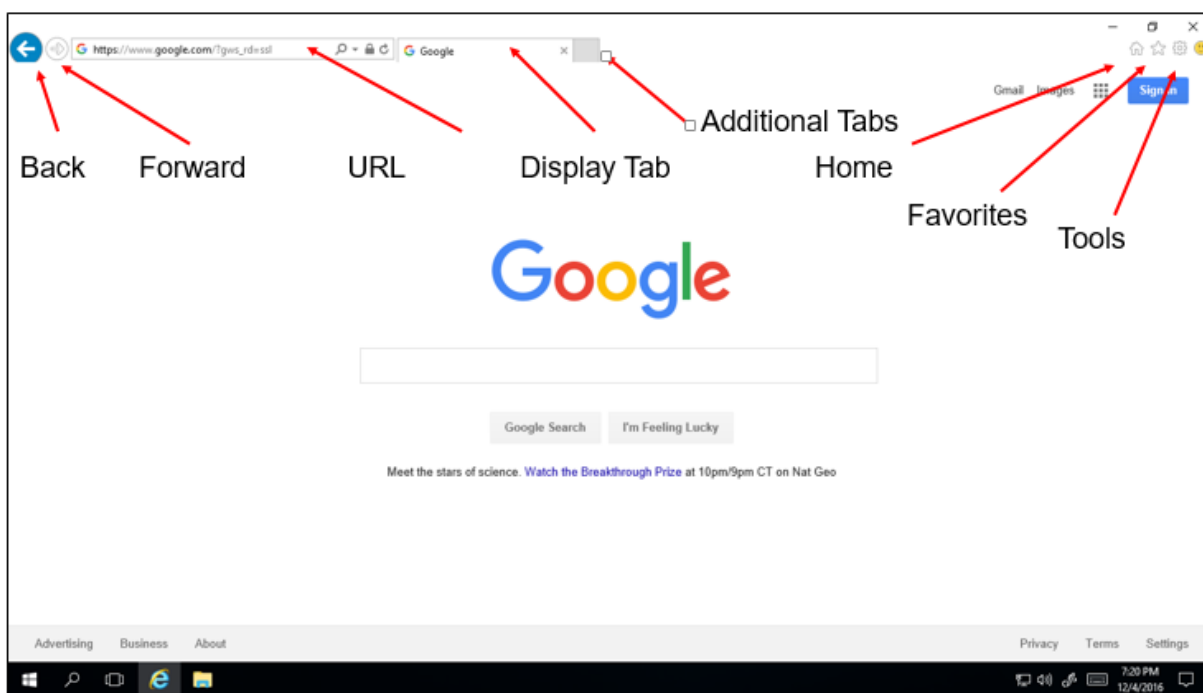 https://www.google.com/?gws_rd=ssl
Google
Gmail Images
Sign in
Additional Tabs
Back Forward URL Display Tab Home
Favorites
Tools
Google
Google Search I'm Feeling Lucky
Meet the stars of science. Watch the Breakthrough Prize at 10pm/9pm CT on Nat Geo
Advertising Business About Privacy Terms Settings
7:20 PM
12/4/2016